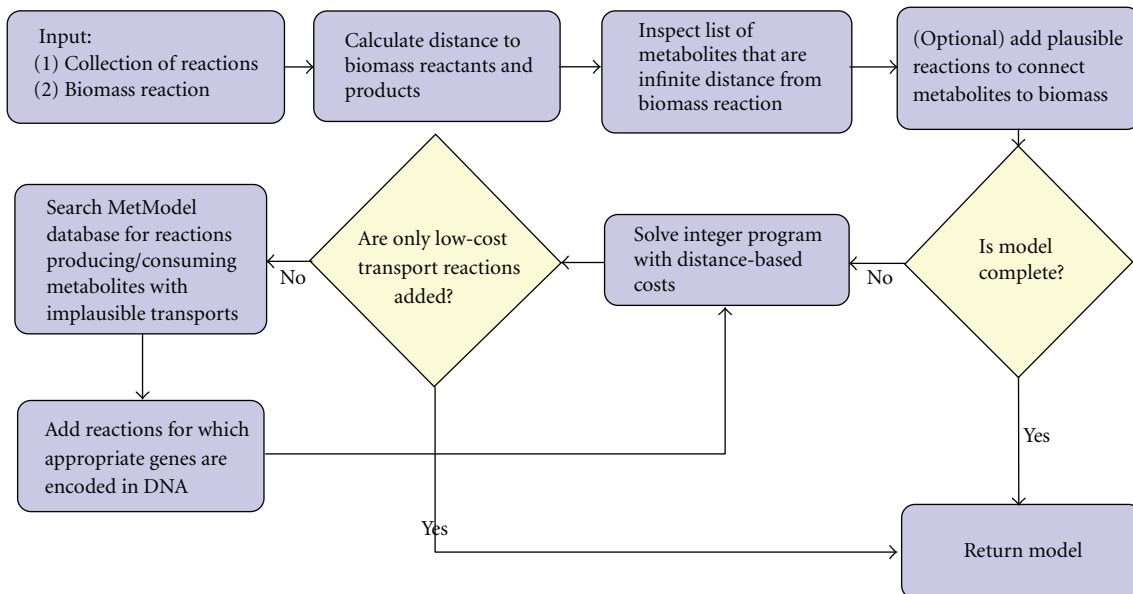 Input:
(1) Collection of reactions
(2) Biomass reaction
Calculate distance to
biomass reactants and
products
Inspect list of
metabolites that are
infinite distance from
biomass reaction
(Optional) add plausible
reactions to connect
metabolites to biomass
Is model
complete?
No
Yes
Solve integer program
with distance-based
costs
Are only low-cost
transport reactions
added?
No
Yes
Search MetModel
database for reactions
producing/consuming
metabolites with
implausible transports
Add reactions for which
appropriate genes are
encoded in DNA
Return model